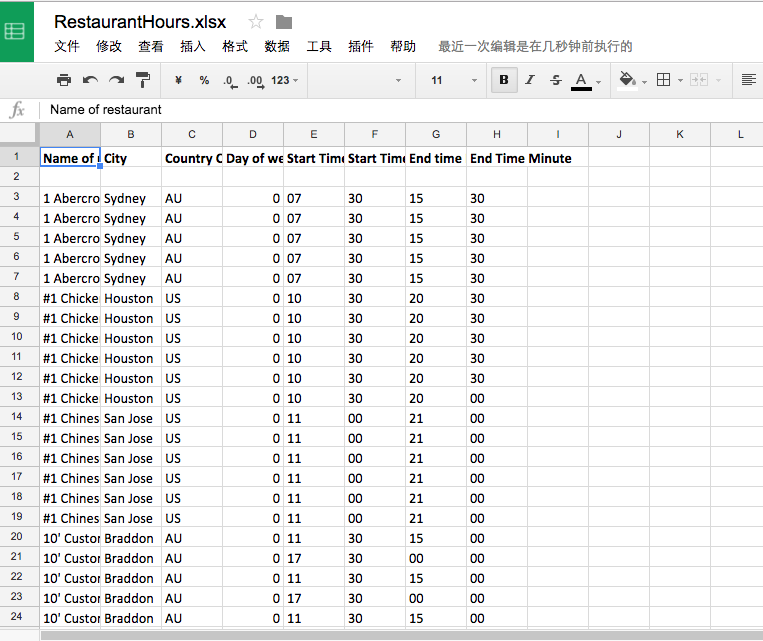 RestaurantHours.xlsx
文件 修改 查看 插入 格式 数据 工具 插件 帮助 最近一次编辑是在几秒钟前执行的
¥ % .0 .00 123 11 B I S A
fx Name of restaurant
A B C D E F G H I J K L
1 Name of City Country C Day of we Start Time Start Time End time End Time Minute
2
3 1 Abercro Sydney AU 0 07 30 15 30
4 1 Abercro Sydney AU 0 07 30 15 30
5 1 Abercro Sydney AU 0 07 30 15 30
6 1 Abercro Sydney AU 0 07 30 15 30
7 1 Abercro Sydney AU 0 07 30 15 30
8 #1 Chicke Houston US 0 10 30 20 30
9 #1 Chicke Houston US 0 10 30 20 30
10 #1 Chicke Houston US 0 10 30 20 30
11 #1 Chicke Houston US 0 10 30 20 30
12 #1 Chicke Houston US 0 10 30 20 30
13 #1 Chicke Houston US 0 10 30 20 00
14 #1 Chines San Jose US 0 11 00 21 00
15 #1 Chines San Jose US 0 11 00 21 00
16 #1 Chines San Jose US 0 11 00 21 00
17 #1 Chines San Jose US 0 11 00 21 00
18 #1 Chines San Jose US 0 11 00 21 00
19 #1 Chines San Jose US 0 11 00 21 00
20 10' Custor Braddon AU 0 11 30 15 00
21 10' Custor Braddon AU 0 17 30 00 00
22 10' Custor Braddon AU 0 11 30 15 00
23 10' Custor Braddon AU 0 17 30 00 00
24 10' Custor Braddon AU 0 11 30 15 00